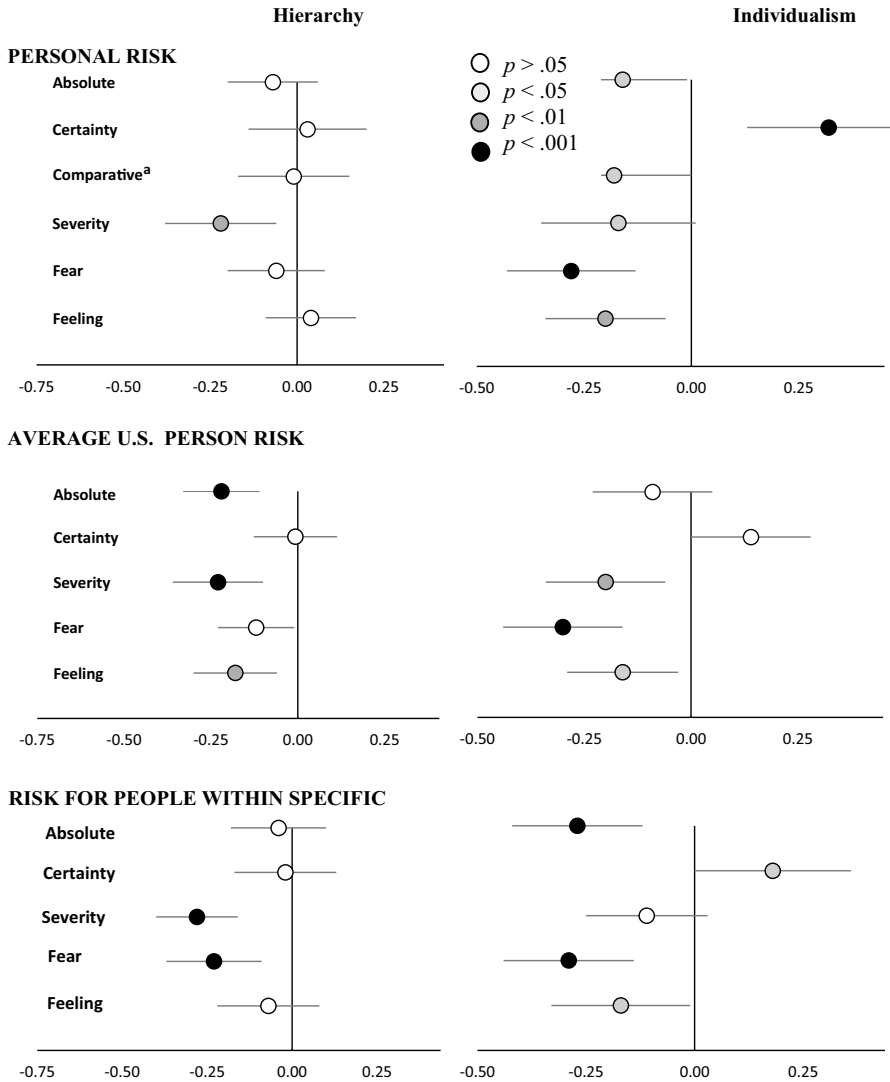 Hierarchy Individualism
PERSONAL RISK
Absolute
Certainty
Comparativeᵃ
Severity
Fear
Feeling
p > .05
p < .05
p < .01
p < .001
-0.75 -0.50 -0.25 0.00 0.25 -0.50 -0.25 0.00 0.25
AVERAGE U.S. PERSON RISK
Absolute
Certainty
Severity
Fear
Feeling
-0.75 -0.50 -0.25 0.00 0.25 -0.50 -0.25 0.00 0.25
RISK FOR PEOPLE WITHIN SPECIFIC
Absolute
Certainty
Severity
Fear
Feeling
-0.75 -0.50 -0.25 0.00 0.25 -0.50 -0.25 0.00 0.25